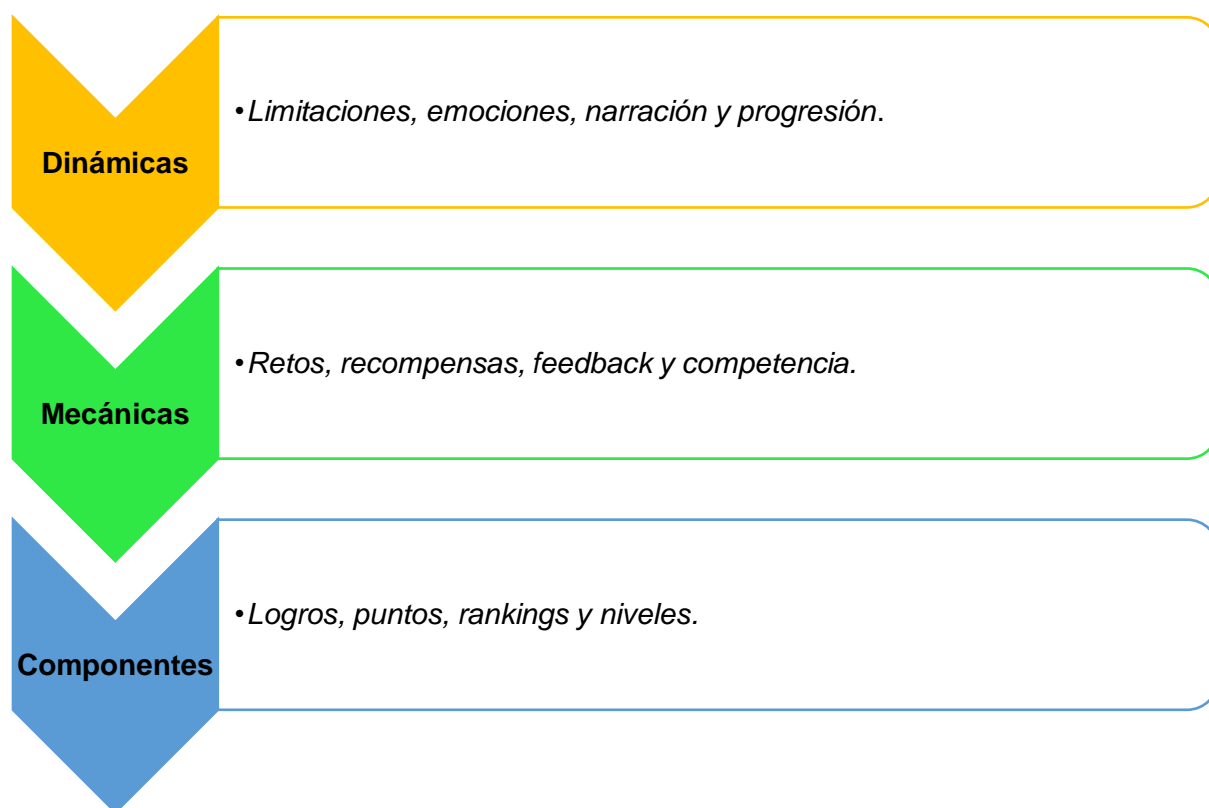 •Limitaciones, emociones, narración y progresión.
Dinámicas
•Retos, recompensas, feedback y competencia.
Mecánicas
•Logros, puntos, rankings y niveles.
Componentes